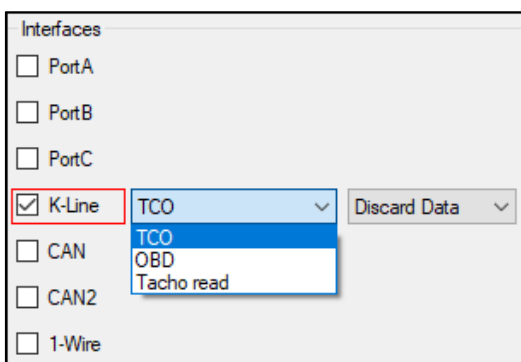 Interfaces
PortA
PortB
PortC
K-Line TCO Discard Data
TCO
OBD
CAN
Tacho read
CAN2
1-Wire